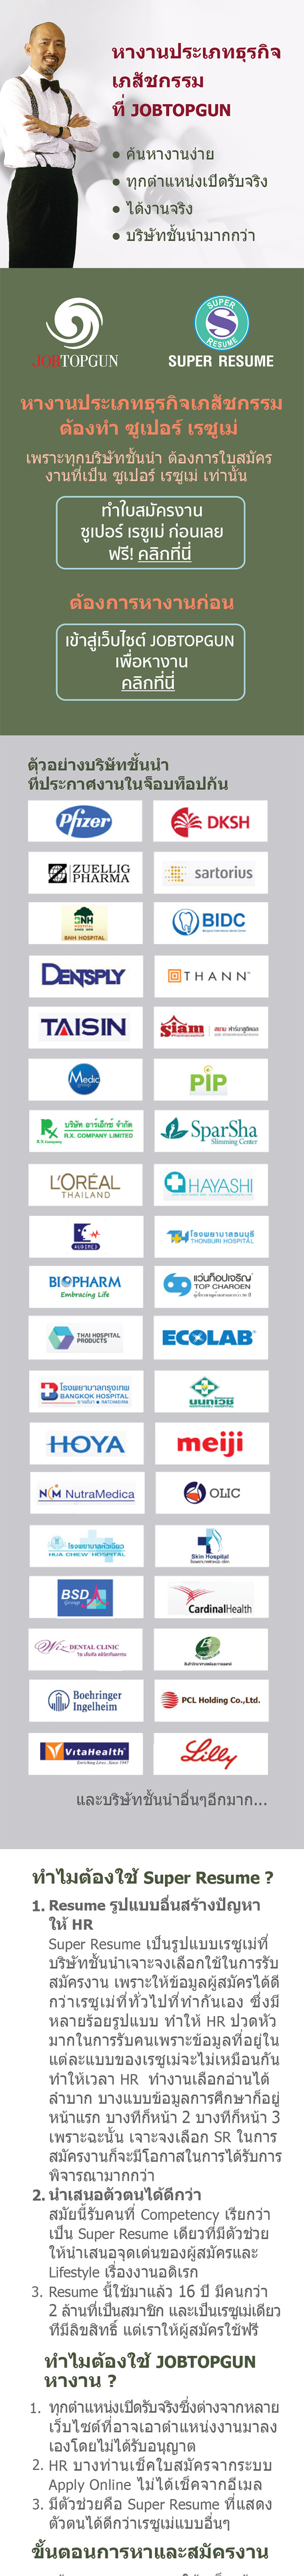 หางานประเภทธุรกิจ
เภสัชกรรม
ที่ JOBTOPGUN
● ค้นหางานง่าย
● ทุกตำแหน่งเปิดรับจริง
● ได้งานจริง
● บริษัทชั้นนำมากกว่า
JOBTOPGUN
SUPER
S
RESUME
SUPER RESUME
หางานประเภทธุรกิจเภสัชกรรม
ต้องทำ ซูเปอร์ เรซูเม่
เพราะทุกบริษัทชั้นนำ ต้องการใบสมัคร
งานที่เป็น ซูเปอร์ เรซูเม่ เท่านั้น
ทำใบสมัครงาน
ซูเปอร์ เรซูเม่ ก่อนเลย
ฟรี! คลิกที่นี่
ต้องการหางานก่อน
เข้าสู่เว็บไซต์ JOBTOPGUN
เพื่อหางาน
คลิกที่นี่
ตัวอย่างบริษัทชั้นนำ
ที่ประกาศงานในจ็อบท็อปกัน
Pfizer
DKSH
ZUELLIG
PHARMA
sartorius
BNH
BNH HOSPITAL
BIDC
DENTSPLY
THANN
TAISIN
Siam
สยาม ฟาร์มาซูติคอล
Medic
PIP
บริษัท อาร์เอ็กซ์ จำกัด
R.X. COMPANY LIMITED
R.X. Company
SparSha
Slimming Center
L'ORÉAL
THAILAND
HAYASHI
AUDIMED
โรงพยาบาลธนบุรี
THONBURI HOSPITAL
BIOPHARM
Embracing Life
แว่นท็อปเจริญ
TOP CHAROEN
THAI HOSPITAL
PRODUCTS
ECOLAB
โรงพยาบาลกรุงเทพ
BANGKOK HOSPITAL
นนทเวช
HOYA
meiji
NCM NutraMedica
OLIC
โรงพยาบาลหัวเฉียว
HUA CHIEW HOSPITAL
Skin Hospital
BSD
Group
CardinalHealth
Wiz DENTAL CLINIC
Boehringer
Ingelheim
PCL Holding Co.,Ltd.
VitaHealth
Enriching Lives. Since 1947
Lilly
และบริษัทชั้นนำอื่นๆอีกมาก...
ทำไมต้องใช้ Super Resume ?
1. Resume รูปแบบอื่นสร้างปัญหา
ให้ HR
Super Resume เป็นรูปแบบเรซูเม่ที่
บริษัทชั้นนำเจาะจงเลือกใช้ในการรับ
สมัครงาน เพราะให้ข้อมูลผู้สมัครได้ดี
กว่าเรซูเม่ที่ทั่วไปที่ทำกันเอง ซึ่งมี
หลายร้อยรูปแบบ ทำให้ HR ปวดหัว
มากในการรับคนเพราะข้อมูลที่อยู่ใน
แต่ละแบบของเรซูเม่จะไม่เหมือนกัน
ทำให้เวลา HR ทำงานเลือกอ่านได้
ลำบาก บางแบบข้อมูลการศึกษาก็อยู่
หน้าแรก บางทีก็หน้า 2 บางทีก็หน้า 3
เพราะฉะนั้น เจาะจงเลือก SR ในการ
สมัครงานก็จะมีโอกาสในการได้รับการ
พิจารณามากกว่า
2. นำเสนอตัวตนได้ดีกว่า
สมัยนี้รับคนที่ Competency เรียกว่า
เป็น Super Resume เดียวที่มีตัวช่วย
ให้นำเสนอจุดเด่นของผู้สมัครและ
Lifestyle เรื่องงานอดิเรก
3. Resume นี้ใช้มาแล้ว 16 ปี มีคนกว่า
2 ล้านที่เป็นสมาชิก และเป็นเรซูเม่เดียว
ที่มีลิขสิทธิ์ แต่เราให้ผู้สมัครใช้ฟรี
ทำไมต้องใช้ JOBTOPGUN
หางาน ?
1. ทุกตำแหน่งเปิดรับจริงซึ่งต่างจากหลาย
เว็บไซต์ที่อาจเอาตำแหน่งงานมาลง
เองโดยไม่ได้รับอนุญาต
2. HR บางท่านเช็คใบสมัครจากระบบ
Apply Online ไม่ได้เช็คจากอีเมล
3. มีตัวช่วยคือ Super Resume ที่แสดง
ตัวตนได้ดีกว่าเรซูเม่แบบอื่นๆ
ขั้นตอนการหาและสมัครงาน